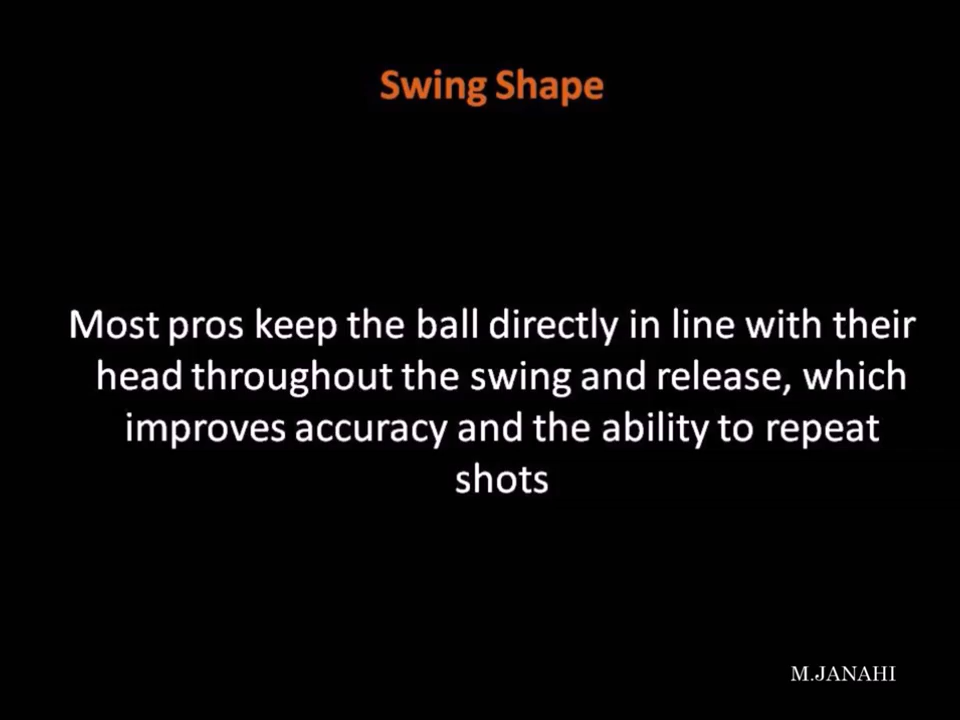 Swing Shape
Most pros keep the ball directly in line with their
head throughout the swing and release, which
improves accuracy and the ability to repeat
shots
M.JANAHI